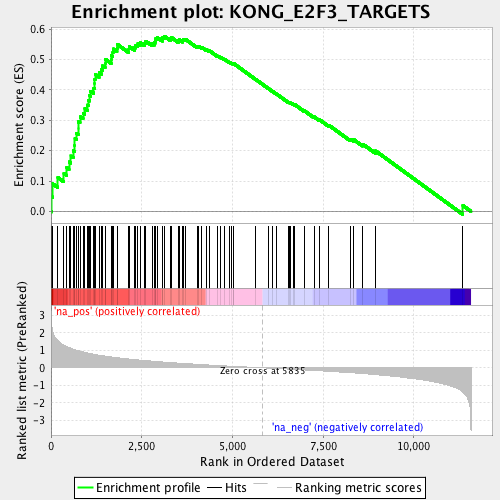 Enrichment plot: KONG_E2F3_TARGETS
Enrichment score (ES)
0.6
0.5
0.4
0.3
0.2
0.1
0.0
'na_pos' (positively correlated)
Ranked list metric (PreRanked)
3
2
1
0
-1
-2
-3
Zero cross at 5835
'na_neg' (negatively correlated)
0
2,500
5,000
7,500
10,000
Rank in Ordered Dataset
Enrichment profile
Hits
Ranking metric scores